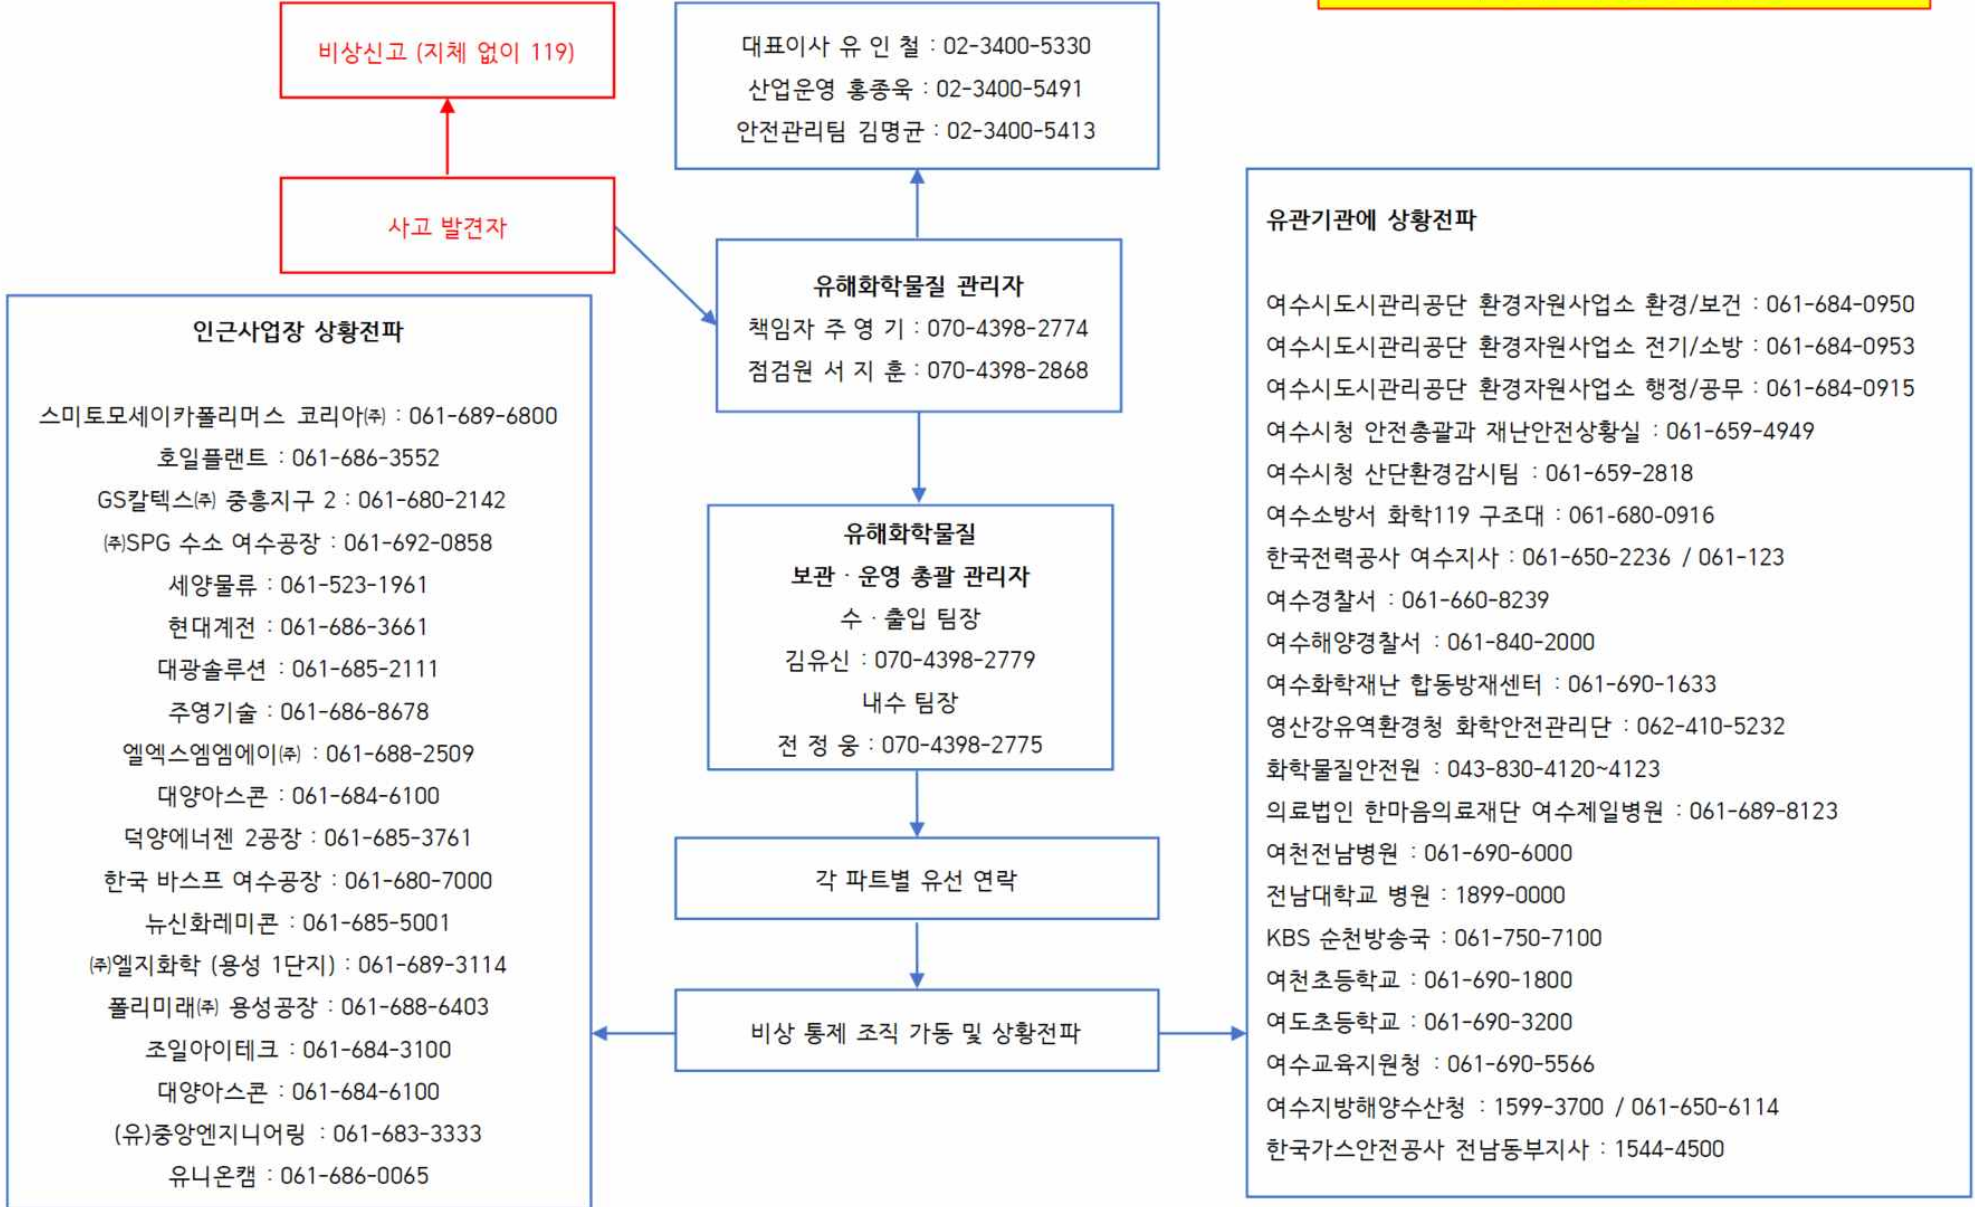 비상신고 (지체 없이 119)
대표이사 유 인 철 : 02-3400-5330
산업운영 홍종욱 : 02-3400-5491
안전관리팀 김명균 : 02-3400-5413
사고 발견자
유해화학물질 관리자
책임자 주 영 기 : 070-4398-2774
점검원 서 지 훈 : 070-4398-2868
유해화학물질
보관 · 운영 총괄 관리자
수 · 출입 팀장
김유신 : 070-4398-2779
내수 팀장
전 정 웅 : 070-4398-2775
각 파트별 유선 연락
비상 통제 조직 가동 및 상황전파
인근사업장 상황전파
스미토모세이카폴리머스 코리아㈜ : 061-689-6800
호일플랜트 : 061-686-3552
GS칼텍스㈜ 중흥지구 2 : 061-680-2142
㈜SPG 수소 여수공장 : 061-692-0858
세양물류 : 061-523-1961
현대계전 : 061-686-3661
대광솔루션 : 061-685-2111
주영기술 : 061-686-8678
엘엑스엠엠에이㈜ : 061-688-2509
대양아스콘 : 061-684-6100
덕양에너젠 2공장 : 061-685-3761
한국 바스프 여수공장 : 061-680-7000
뉴신화레미콘 : 061-685-5001
㈜엘지화학 (용성 1단지) : 061-689-3114
폴리미래㈜ 용성공장 : 061-688-6403
조일아이테크 : 061-684-3100
대양아스콘 : 061-684-6100
(유)중앙엔지니어링 : 061-683-3333
유니온캠 : 061-686-0065
유관기관에 상황전파
여수시도시관리공단 환경자원사업소 환경/보건 : 061-684-0950
여수시도시관리공단 환경자원사업소 전기/소방 : 061-684-0953
여수시도시관리공단 환경자원사업소 행정/공무 : 061-684-0915
여수시청 안전총괄과 재난안전상황실 : 061-659-4949
여수시청 산단환경감시팀 : 061-659-2818
여수소방서 화학119 구조대 : 061-680-0916
한국전력공사 여수지사 : 061-650-2236 / 061-123
여수경찰서 : 061-660-8239
여수해양경찰서 : 061-840-2000
여수화학재난 합동방재센터 : 061-690-1633
영산강유역환경청 화학안전관리단 : 062-410-5232
화학물질안전원 : 043-830-4120~4123
의료법인 한마음의료재단 여수제일병원 : 061-689-8123
여천전남병원 : 061-690-6000
전남대학교 병원 : 1899-0000
KBS 순천방송국 : 061-750-7100
여천초등학교 : 061-690-1800
여도초등학교 : 061-690-3200
여수교육지원청 : 061-690-5566
여수지방해양수산청 : 1599-3700 / 061-650-6114
한국가스안전공사 전남동부지사 : 1544-4500